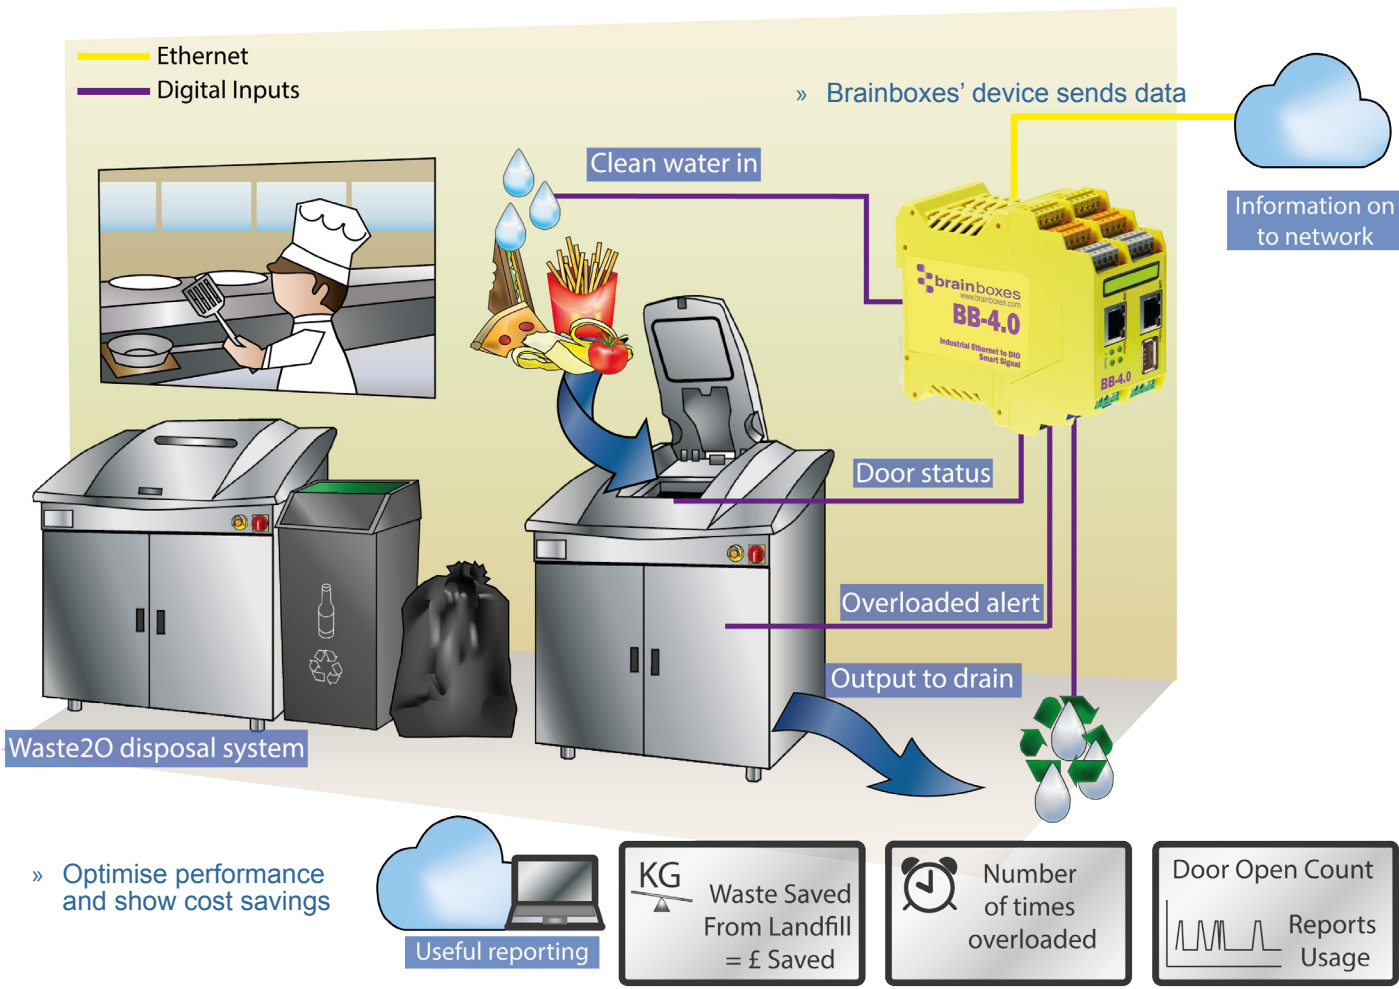 Ethernet
Digital Inputs
» Brainboxes’ device sends data
Clean water in
Information on
to network
brainboxes
www.brainboxes.com
BB-4.0
Industrial Ethernet to DIO
Smart Signal
BB-4.0
Door status
Overloaded alert
Output to drain
Waste2O disposal system
» Optimise performance
and show cost savings
Useful reporting
KG
Waste Saved
From Landfill
= £ Saved
Number
of times
overloaded
Door Open Count
Reports
Usage